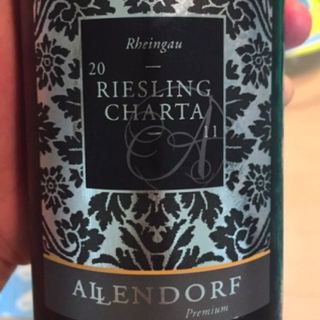 Rheingau
20
RIESLING
CHARTA
11
A
ALLENDORF
Premium